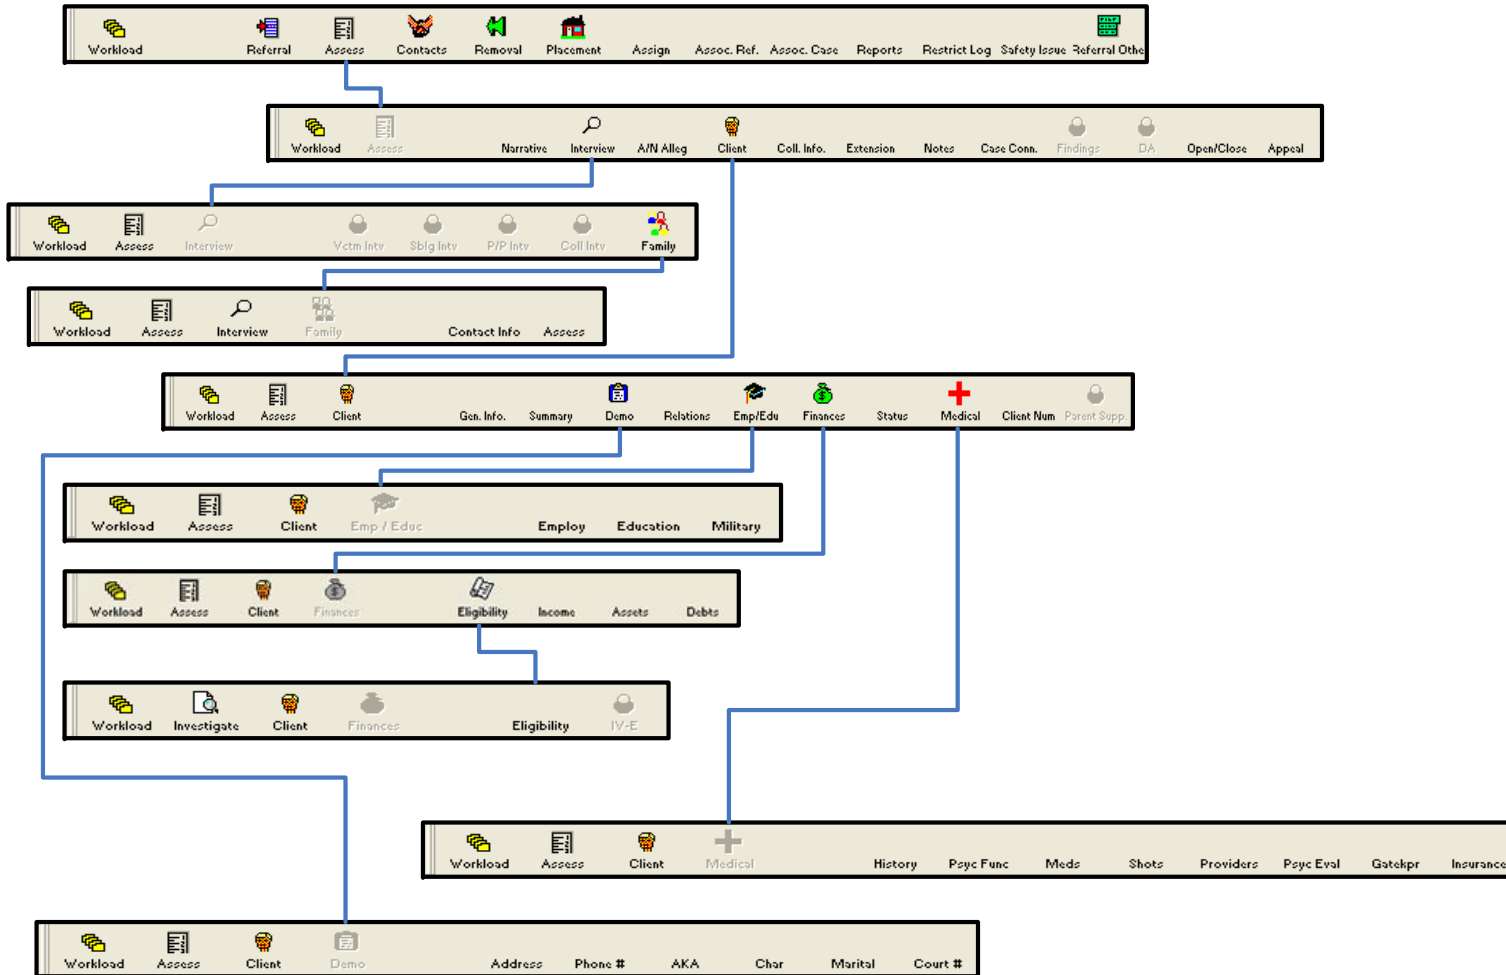 Workload Referral Assess Contacts Removal Placement Assign Assoc. Ref. Assoc. Case Reports Restrict Log Safety Issue Referral Othe
Workload Assess Narrative Interview A/N Alleg Client Coll. Info. Extension Notes Case Conn. Findings DA Open/Close Appeal
Workload Assess Interview Vctm Intv Sblg Intv P/P Intv Coll Intv Family
Workload Assess Interview Family Contact Info Assess
Workload Assess Client Gen. Info. Summary Demo Relations Emp/Edu Finances Status Medical Client Num Parent Supp.
Workload Assess Client Emp / Educ Employ Education Military
Workload Assess Client Finances Eligibility Income Assets Debts
Workload Investigate Client Finances Eligibility IV-E
Workload Assess Client Medical History Psyc Func Meds Shots Providers Psyc Eval Gatekpr Insurance
Workload Assess Client Demo Address Phone # AKA Char Marital Court #